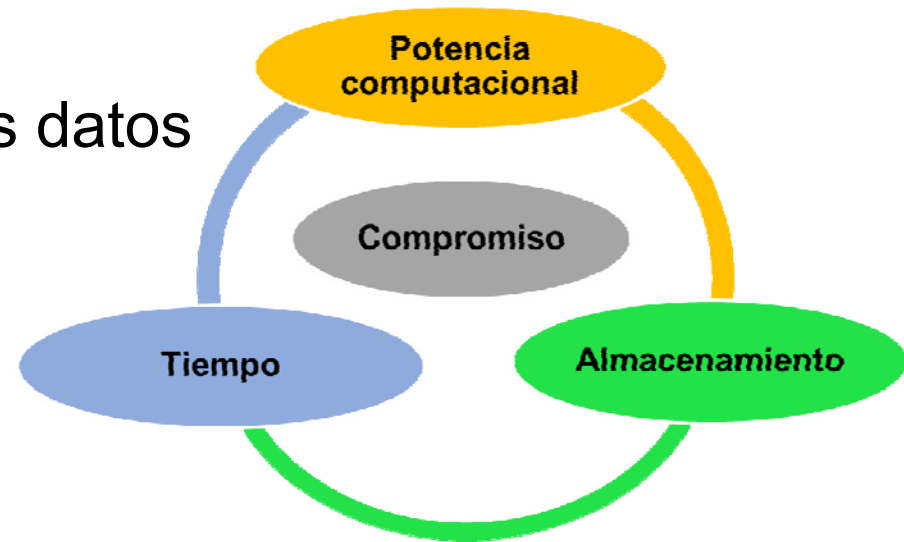 Potencia
computacional
s datos
Compromiso
Tiempo
Almacenamiento